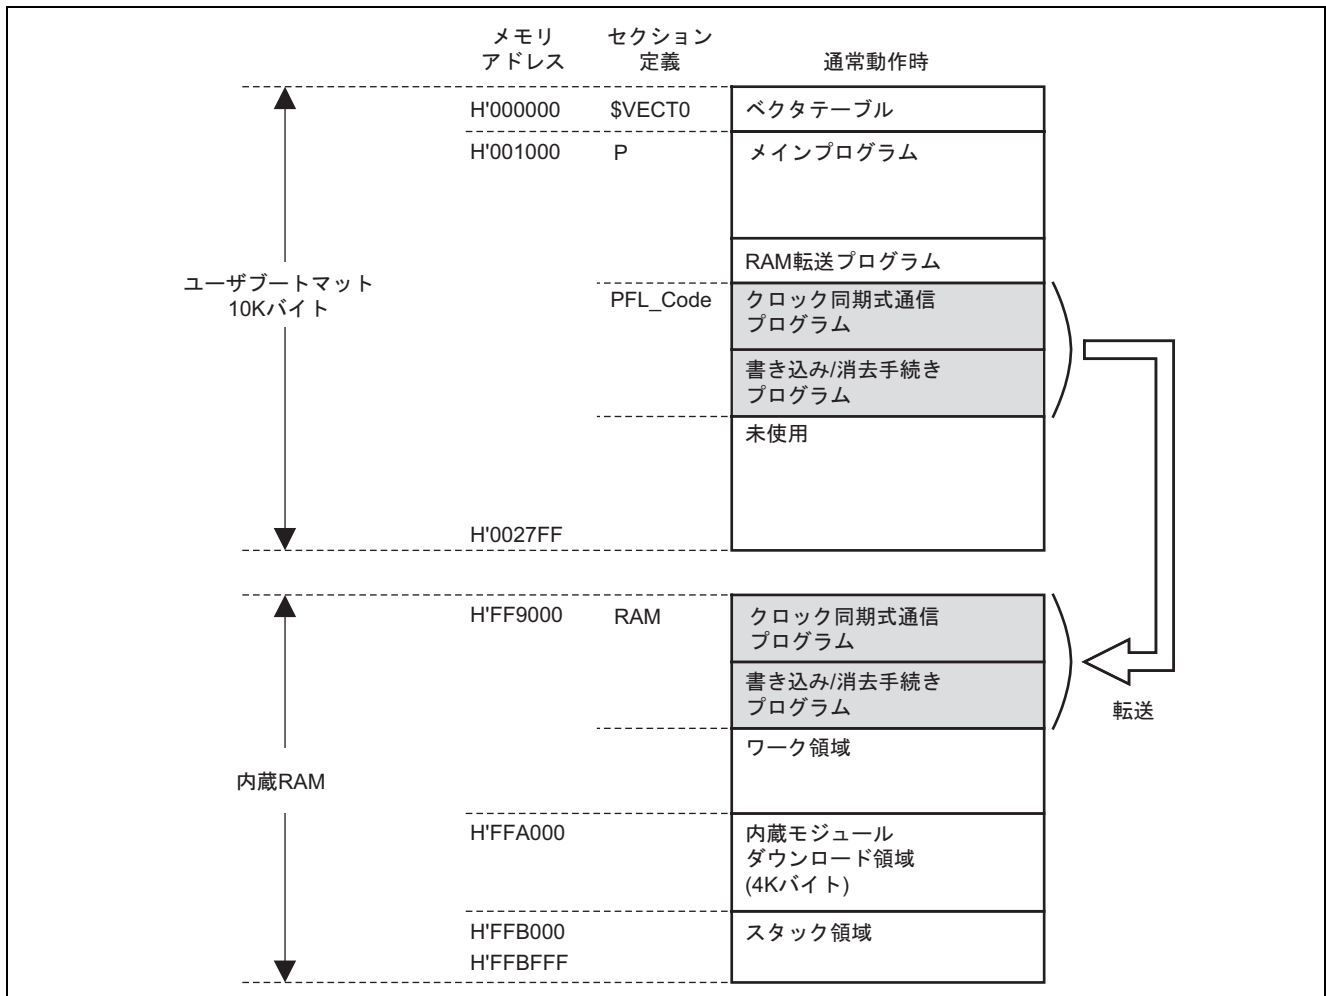 メモリ
アドレス
セクション
定義
通常動作時
H'000000
$VECT0
ベクタテーブル
H'001000
P
メインプログラム
RAM転送プログラム
ユーザブートマット
10Kバイト
PFL_Code
クロック同期式通信
プログラム
書き込み/消去手続き
プログラム
未使用
H'0027FF
H'FF9000
RAM
クロック同期式通信
プログラム
書き込み/消去手続き
プログラム
転送
ワーク領域
内蔵RAM
H'FFA000
内蔵モジュール
ダウンロード領域
(4Kバイト)
H'FFB000
スタック領域
H'FFBFFF